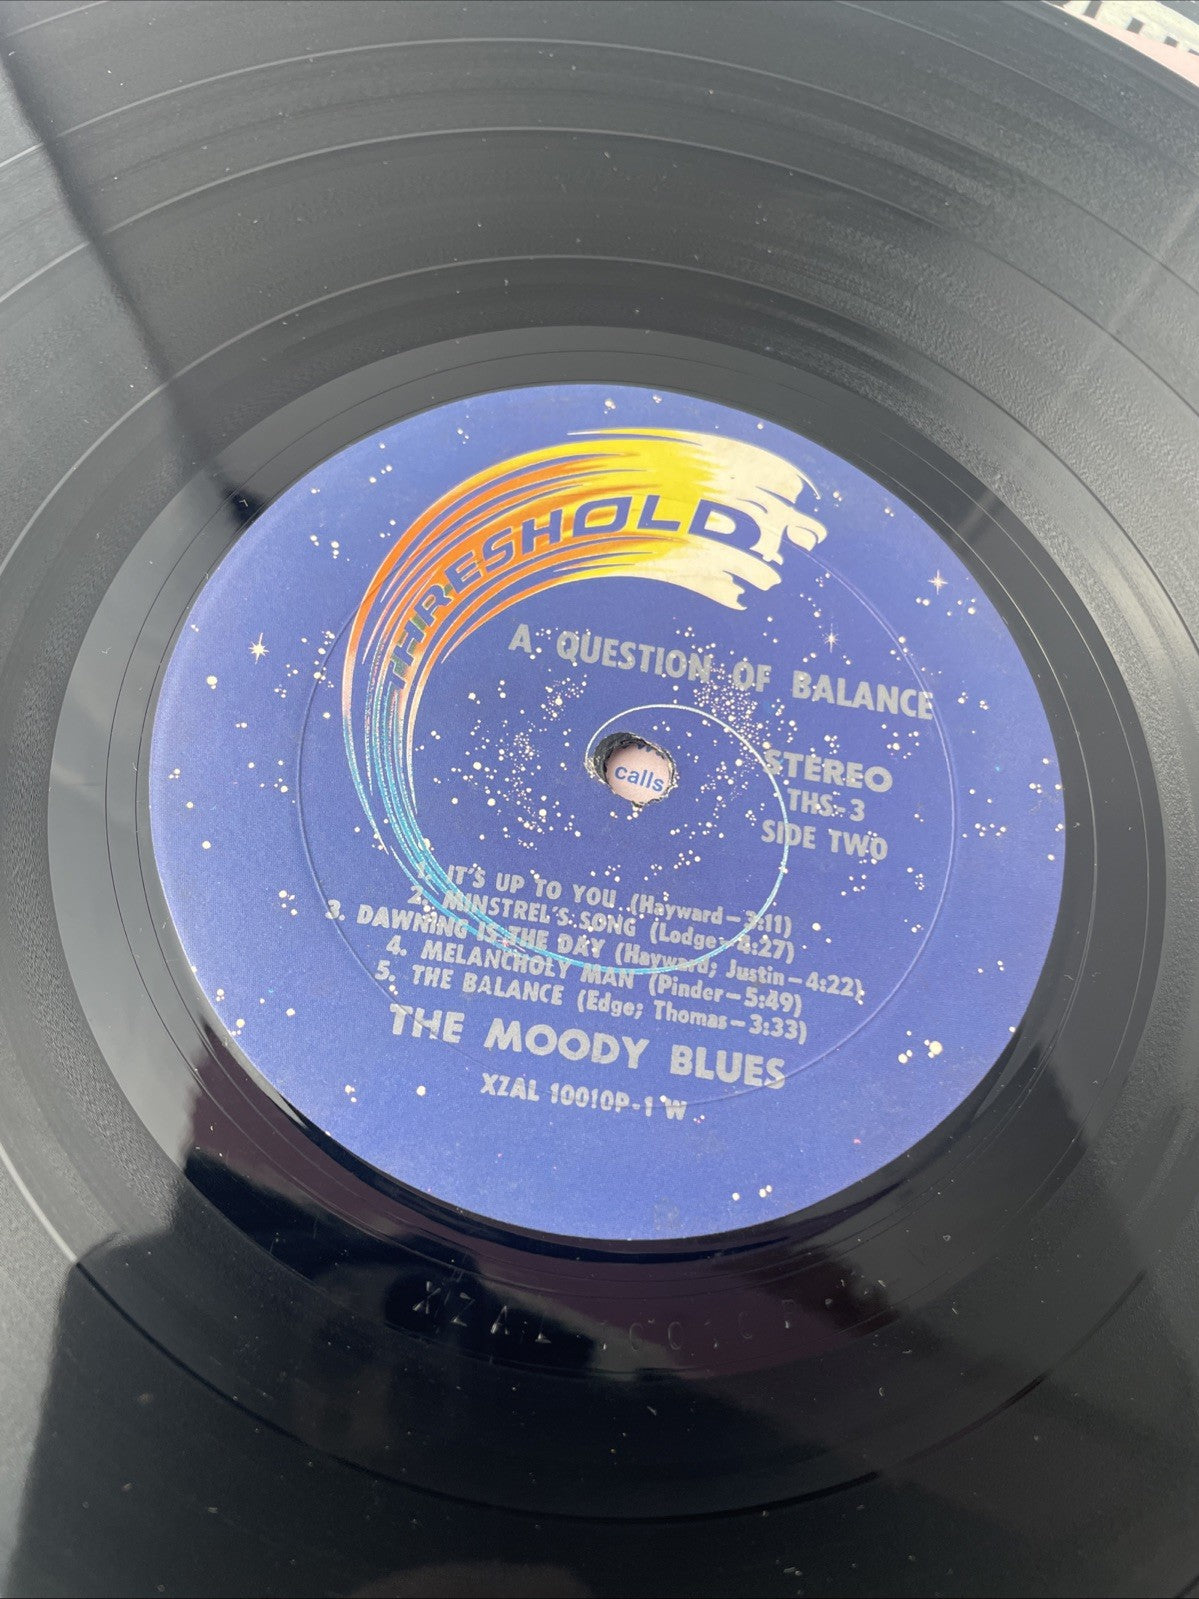 THRESHOLD
A QUESTION OF BALANCE
STEREO
THS-3
SIDE TWO
calls
1. IT'S UP TO YOU (Hayward—3:11)
2. MINSTREL'S SONG (Lodge—4:27)
3. DAWNING IS THE DAY (Hayward; Justin—4:22)
4. MELANCHOLY MAN (Pinder—5:49)
5. THE BALANCE (Edge; Thomas—3:33)
THE MOODY BLUES
XZAL 10010P-1 W
XZAL 10010P